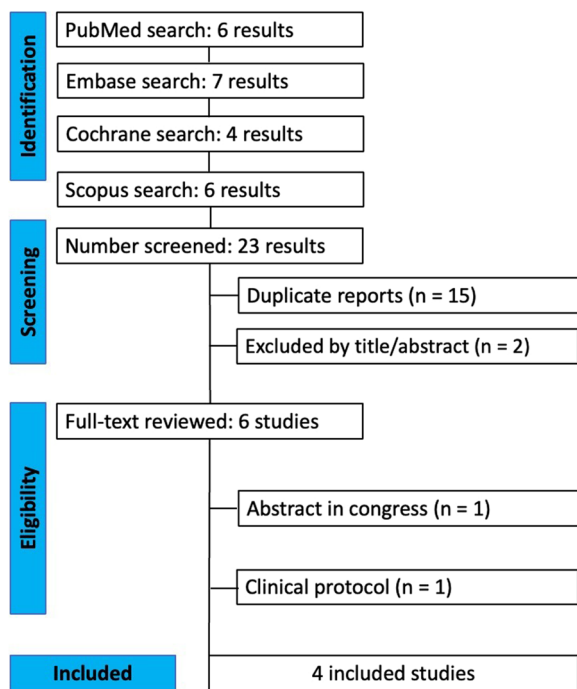 Identification
PubMed search: 6 results
Embase search: 7 results
Cochrane search: 4 results
Scopus search: 6 results
Screening
Number screened: 23 results
Duplicate reports (n = 15)
Excluded by title/abstract (n = 2)
Eligibility
Full-text reviewed: 6 studies
Abstract in congress (n = 1)
Clinical protocol (n = 1)
Included
4 included studies